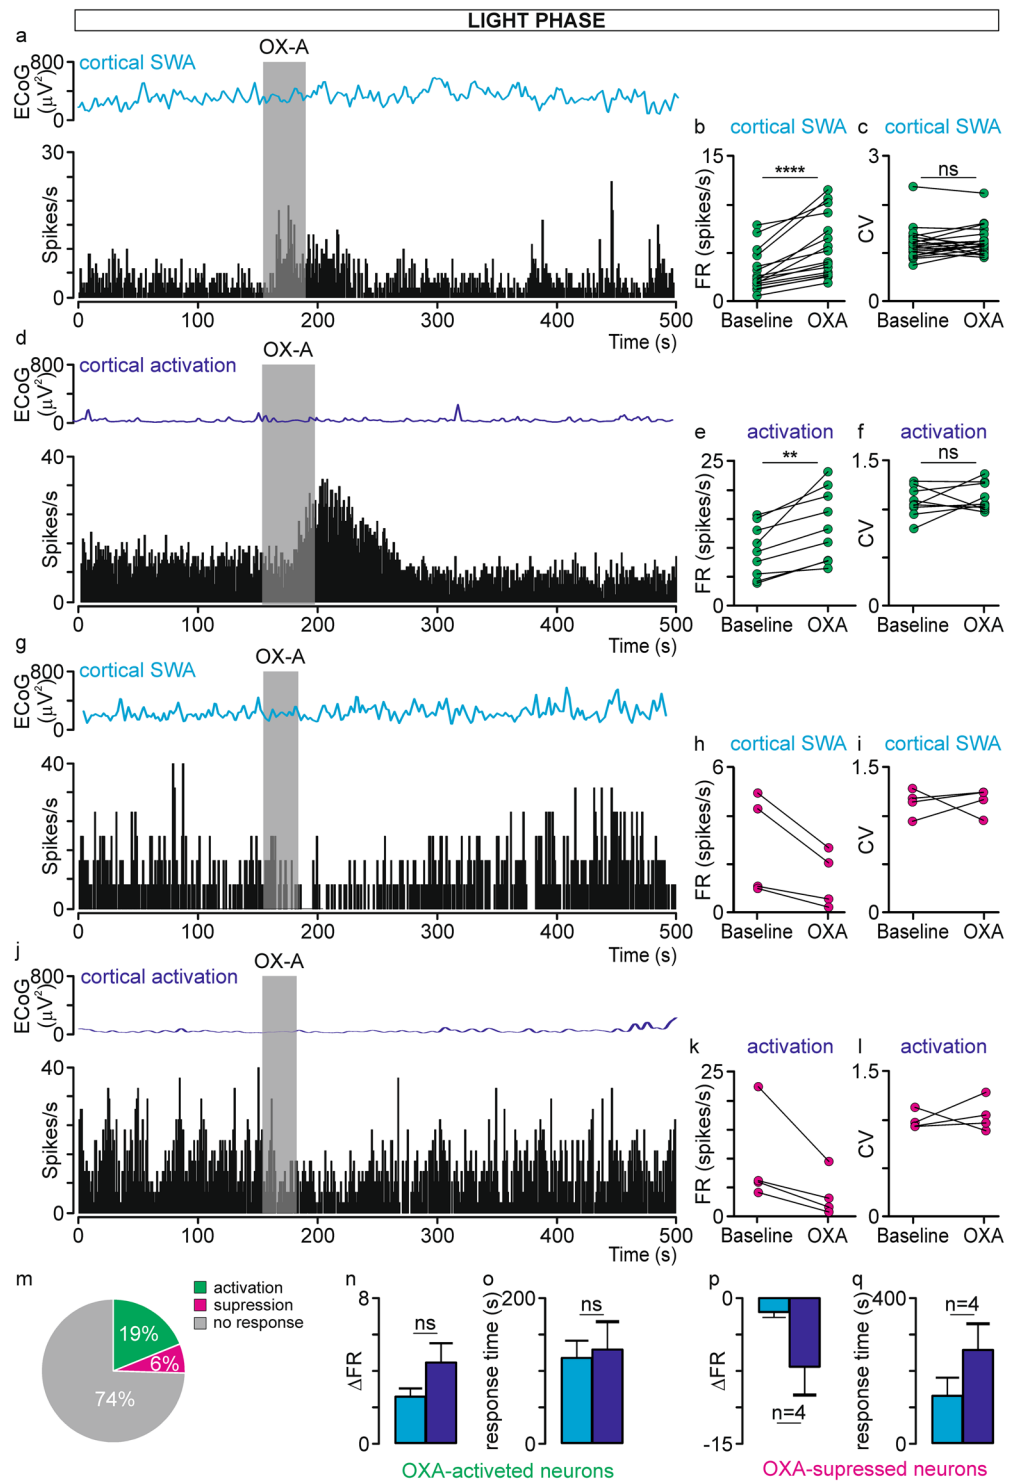 LIGHT PHASE
a
OX-A
800
cortical SWA
ECoG
(μV²)
0
30
Spikes/s
0
0 100 200 300 400 500
Time (s)
b cortical SWA
15
****
FR (spikes/s)
0
Baseline OXA
c cortical SWA
3
ns
CV
0
Baseline OXA
d
OX-A
800
cortical activation
ECoG
(μV²)
0
40
Spikes/s
0
0 100 200 300 400 500
Time (s)
e activation
25
**
FR (spikes/s)
0
Baseline OXA
f activation
1.5
ns
CV
0
Baseline OXA
g
OX-A
800
cortical SWA
ECoG
(μV²)
0
40
Spikes/s
0
0 100 200 300 400 500
Time (s)
h cortical SWA
6
FR (spikes/s)
0
Baseline OXA
i cortical SWA
1.5
CV
0
Baseline OXA
j
OX-A
800
cortical activation
ECoG
(μV²)
0
40
Spikes/s
0
0 100 200 300 400 500
Time (s)
k activation
25
FR (spikes/s)
0
Baseline OXA
l activation
1.5
CV
0
Baseline OXA
m
activation
supression
no response
19%
6%
74%
n
8
ns
ΔFR
0
o
200
ns
response time (s)
0
OXA-activeted neurons
p
0
ΔFR
n=4
-15
q
400
n=4
response time (s)
0
OXA-supressed neurons